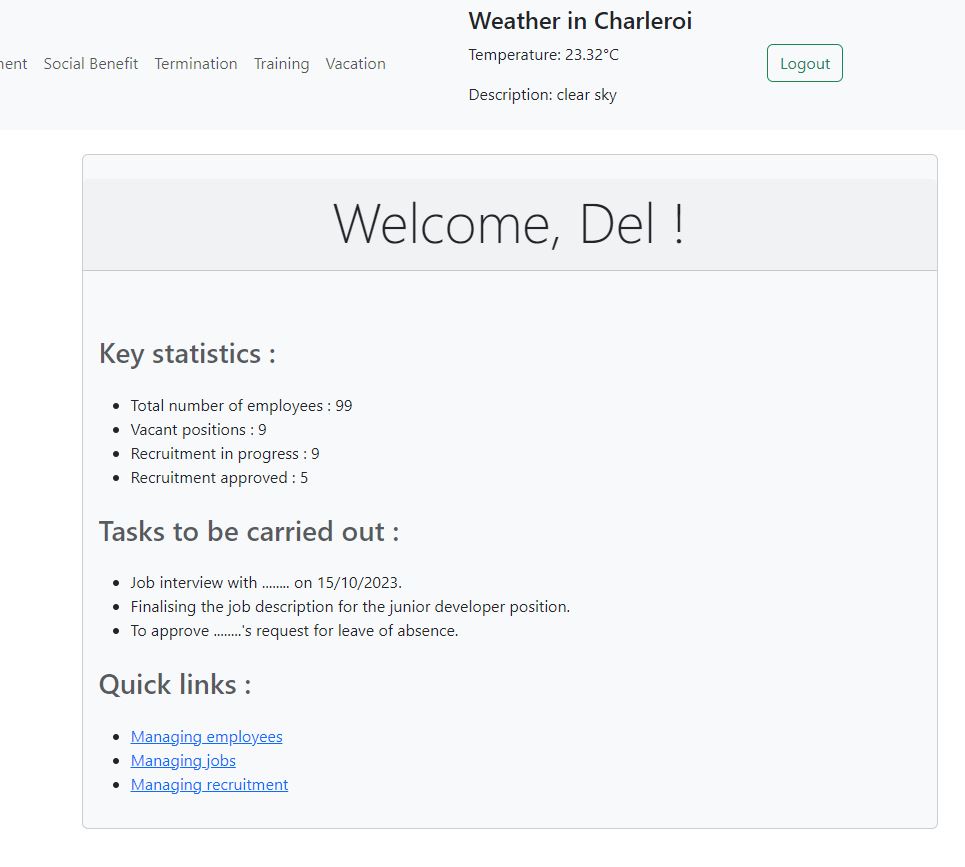 Weather in Charleroi
Temperature: 23.32°C
Description: clear sky
Social Benefit Termination Training Vacation
Logout
Welcome, Del !
Key statistics :
Total number of employees : 99
Vacant positions : 9
Recruitment in progress : 9
Recruitment approved : 5
Tasks to be carried out :
Job interview with ........ on 15/10/2023.
Finalising the job description for the junior developer position.
To approve ........'s request for leave of absence.
Quick links :
Managing employees
Managing jobs
Managing recruitment